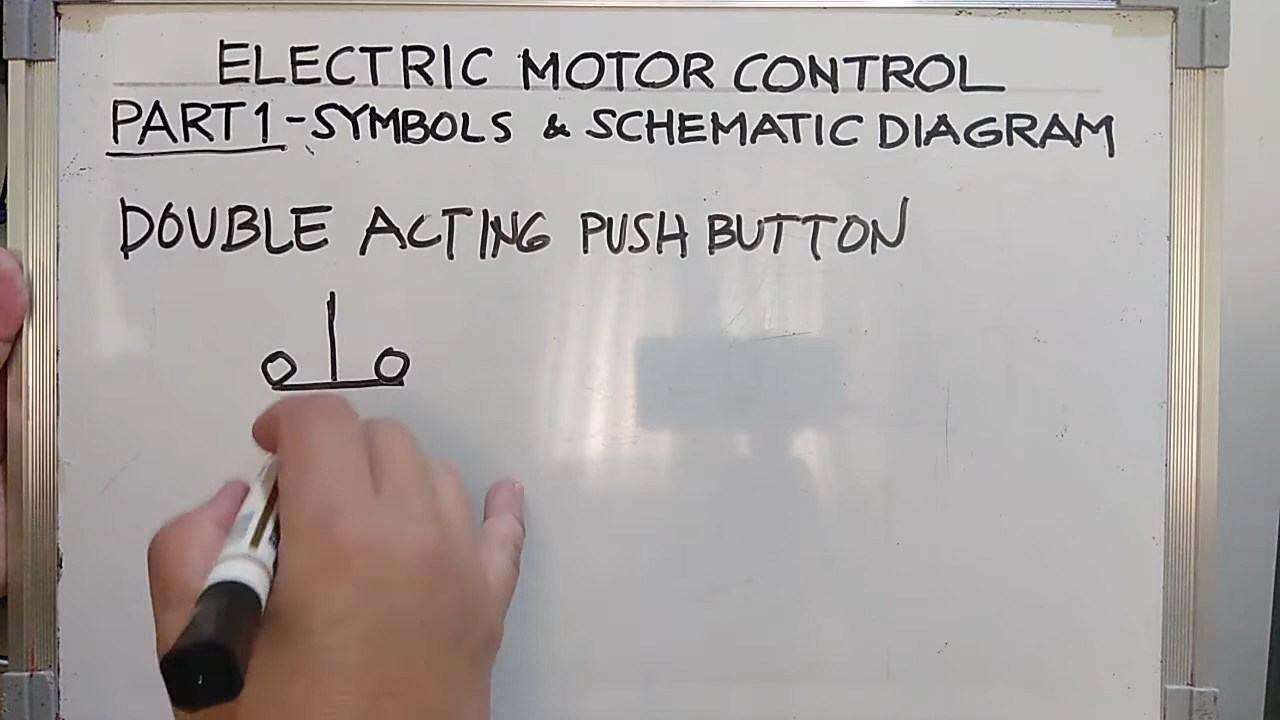 ELECTRIC MOTOR CONTROL
PART 1 - SYMBOLS & SCHEMATIC DIAGRAM
DOUBLE ACTING PUSH BUTTON